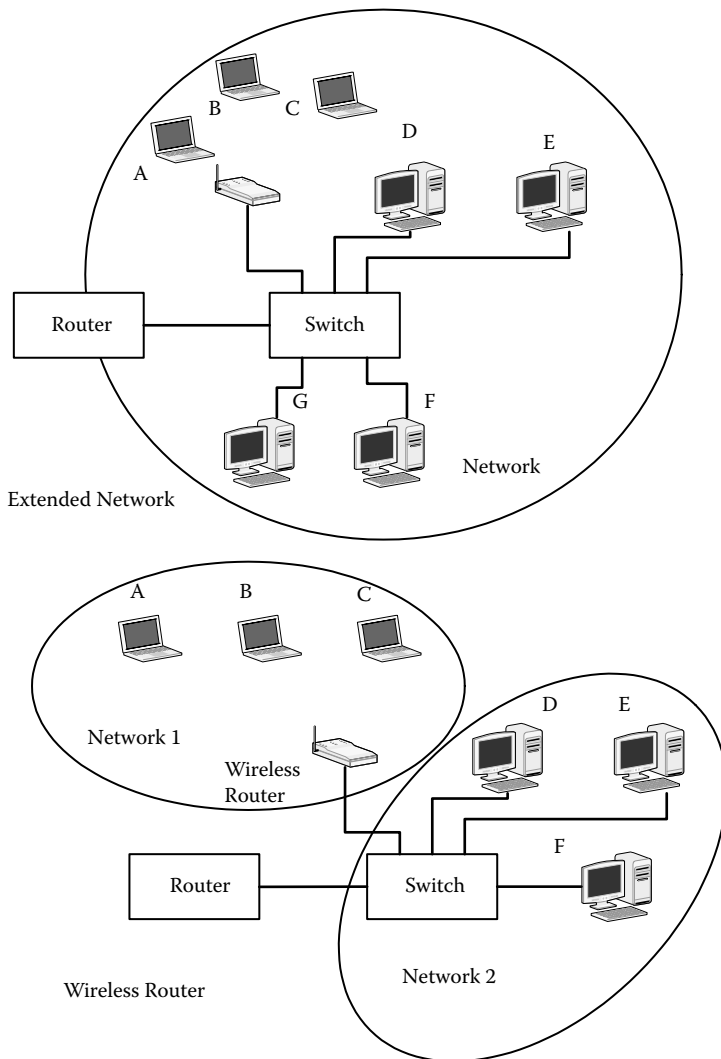 B
C
D
E
A
Router
Switch
G
F
Network
Extended Network
A
B
C
D
E
Network 1
Wireless
Router
F
Router
Switch
Network 2
Wireless Router